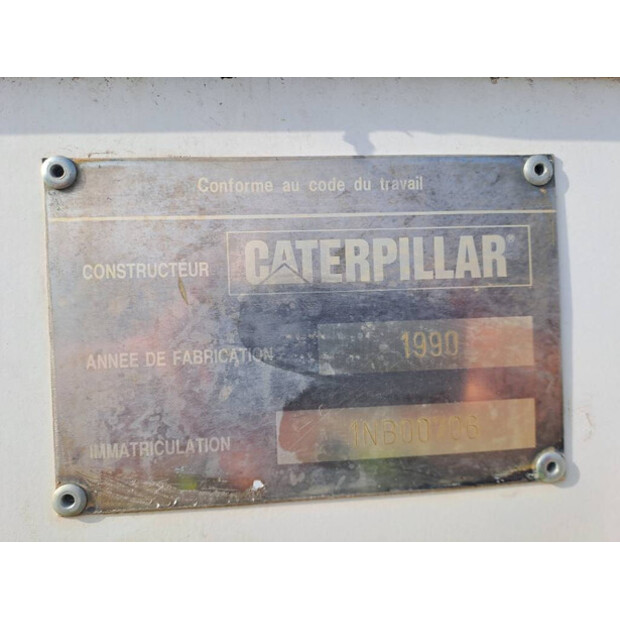 Conforme au code du travail
CONSTRUCTEUR CATERPILLAR
ANNEE DE FABRICATION 1990
IMMATRICULATION